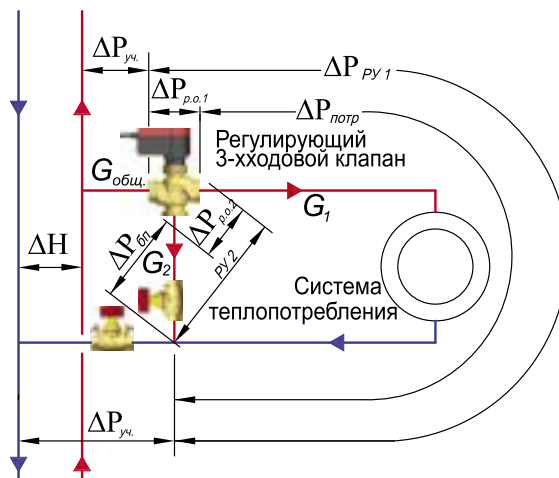 ΔPуч.
ΔPРУ 1
ΔPр.о.1
ΔPпотр
Регулирующий
3-хходовой клапан
Gобщ.
G1
ΔPр.о.2
ΔH
ΔPбп
G2
РУ 2
Система
теплопотребления
ΔPуч.